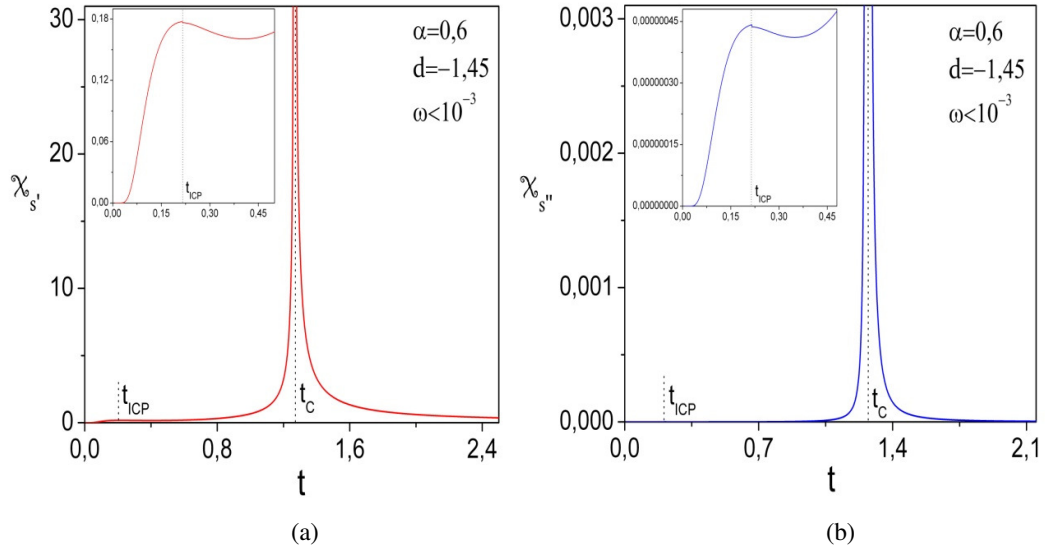 0,18
0,12
0,06
0,00
0,00 0,15 0,30 0,45
t_ICP
α=0,6
d=−1,45
ω<10⁻³
30
20
10
0
χ_s'
t_ICP
t_C
0,0 0,8 1,6 2,4
t
(a)
0,00000045
0,00000030
0,00000015
0,00000000
0,00 0,15 0,30 0,45
t_ICP
α=0,6
d=−1,45
ω<10⁻³
0,003
0,002
0,001
0,000
χ_s''
t_ICP
t_C
0,0 0,7 1,4 2,1
t
(b)